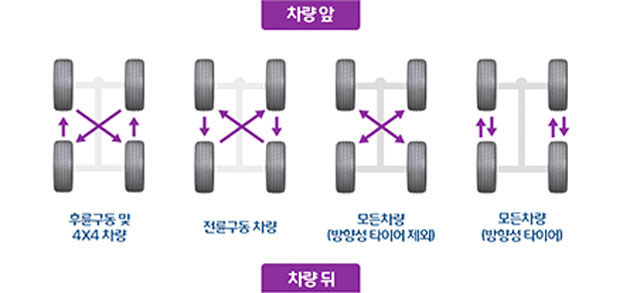 차량 앞
후륜구동 및
4X4 차량
전륜구동 차량
모든차량
(방향성 타이어 제외)
모든차량
(방향성 타이어)
차량 뒤